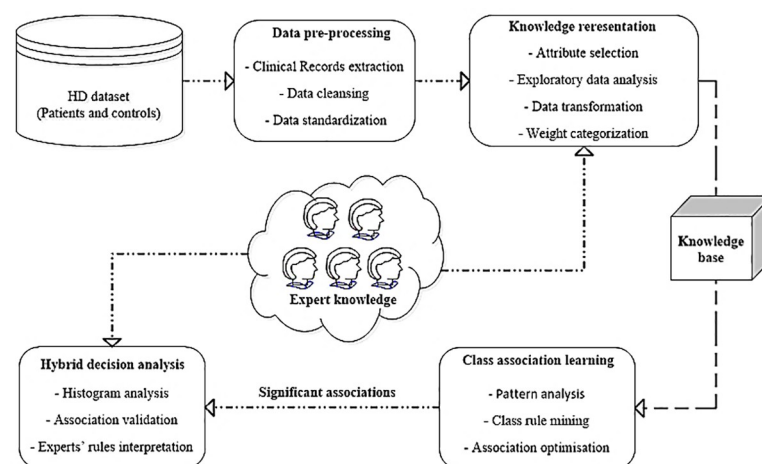 HD dataset
(Patients and controls)
Data pre-processing
- Clinical Records extraction
- Data cleansing
- Data standardization
Knowledge reresentation
- Attribute selection
- Exploratory data analysis
- Data transformation
- Weight categorization
Knowledge
base
Expert knowledge
Hybrid decision analysis
- Histogram analysis
- Association validation
- Experts' rules interpretation
Significant associations
Class association learning
- Pattern analysis
- Class rule mining
- Association optimisation